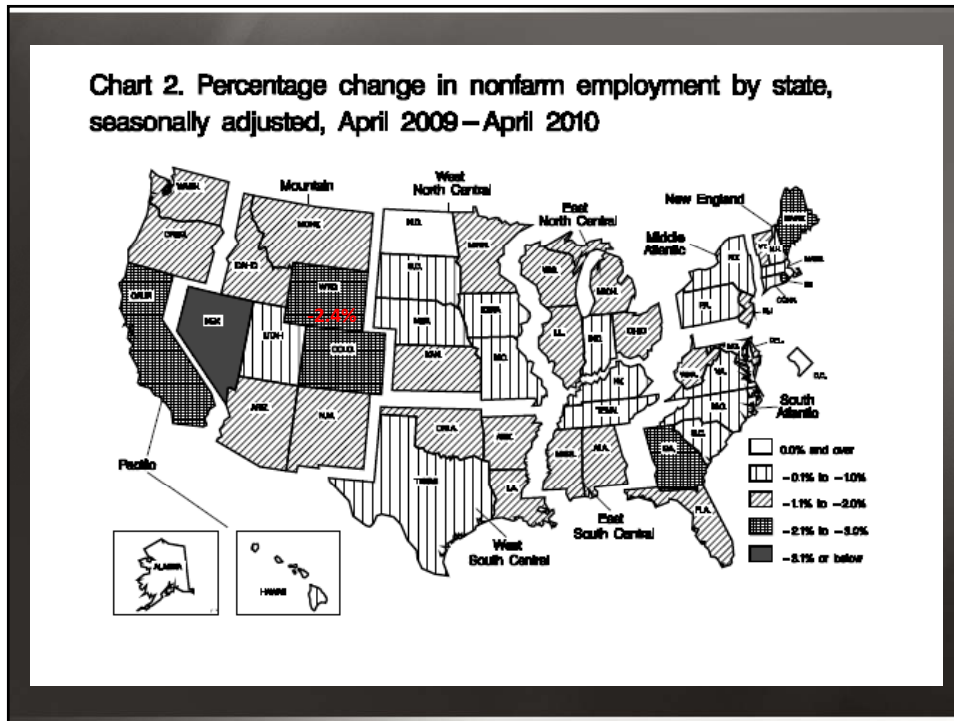 Chart 2. Percentage change in nonfarm employment by state,
seasonally adjusted, April 2009 – April 2010
West
North Central
Mountain
East
North Central
New England
Middle
Atlantic
WASH.
MONT.
N.D.
MINN.
MAINE
VT.
N.H.
OREG.
IDAHO
S.D.
WIS.
MICH.
N.Y.
MASS.
RI
CONN.
CALIF.
NEV.
WYO.
-2.4%
UTAH
COLO.
NEB.
IOWA
ILL.
IND.
OHIO
PA.
N.J.
KAN.
MO.
KY.
W.VA.
VA.
MD.
DEL.
D.C.
ARIZ.
N.M.
OKLA.
ARK.
TENN.
N.C.
S.C.
South
Atlantic
TEXAS
LA.
MISS.
ALA.
GA.
FLA.
Pacific
West
South Central
East
South Central
ALASKA
HAWAII
0.0% and over
-0.1% to -1.0%
-1.1% to -2.0%
-2.1% to -3.0%
-3.1% or below